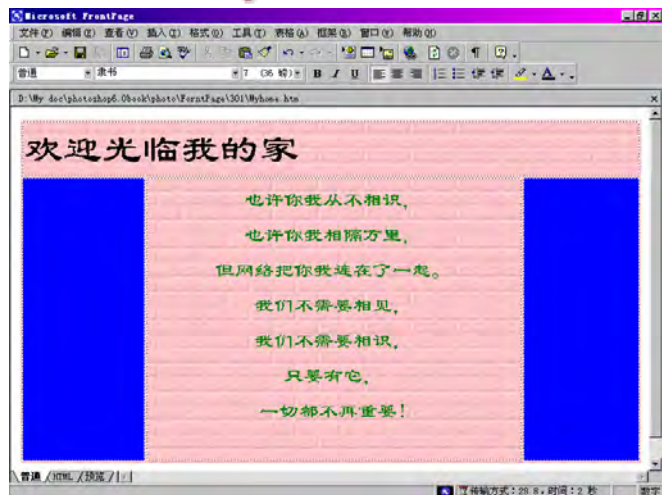 Microsoft FrontPage
文件(F) 编辑(E) 查看(V) 插入(I) 格式(O) 工具(T) 表格(A) 框架(R) 窗口(W) 帮助(H)
普通 隶书 7 (36 磅) B I U A
D:\My doc\photoshop6.0book\photo\ForntPage\301\Myhome.htm
欢迎光临我的家
也许你我从不相识，
也许你我相隔万里，
但网络把你我连在了一起。
我们不需要相见，
我们不需要相识，
只要有它，
一切都不再重要！
普通 HTML 预览
传输方式：28.8，时间：2 秒 数字